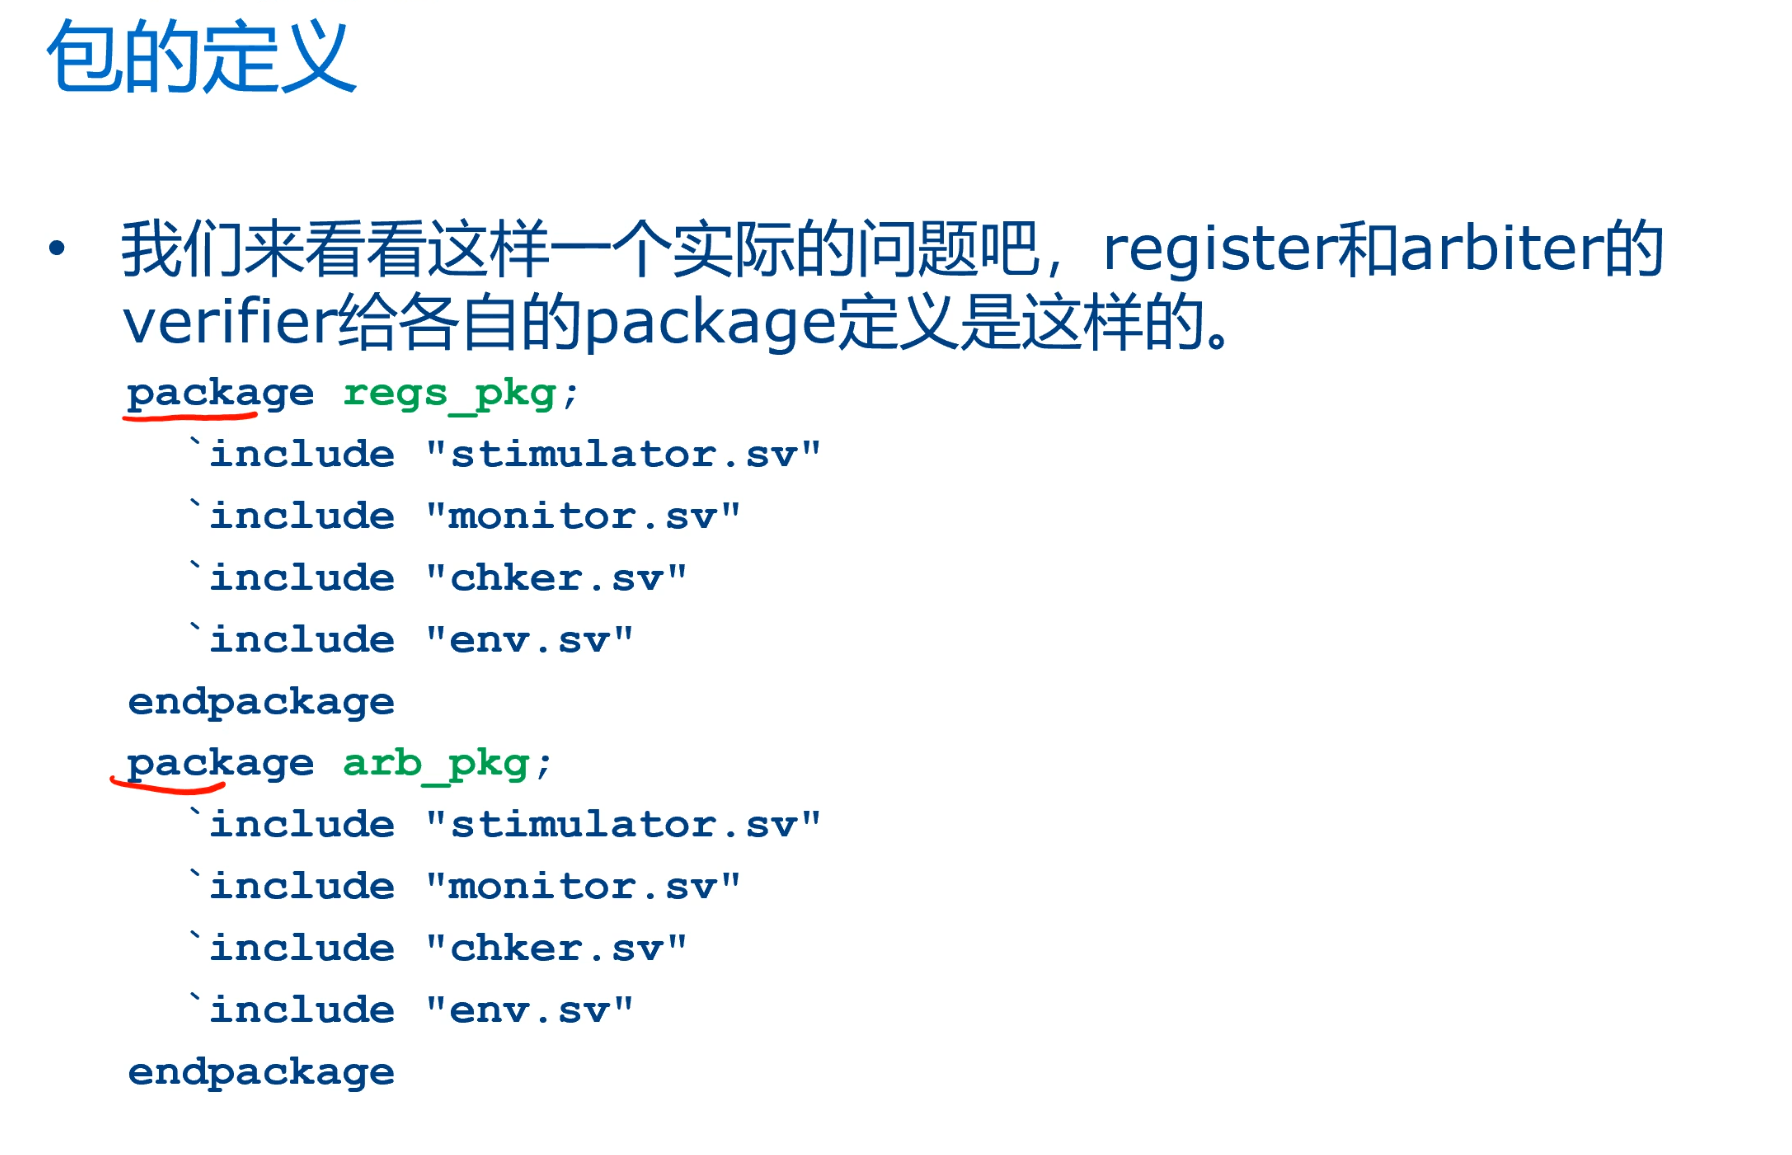 包的定义
• 我们来看看这样一个实际的问题吧，register和arbiter的
verifier给各自的package定义是这样的。
package regs_pkg;
`include "stimulator.sv"
`include "monitor.sv"
`include "chker.sv"
`include "env.sv"
endpackage
package arb_pkg;
`include "stimulator.sv"
`include "monitor.sv"
`include "chker.sv"
`include "env.sv"
endpackage